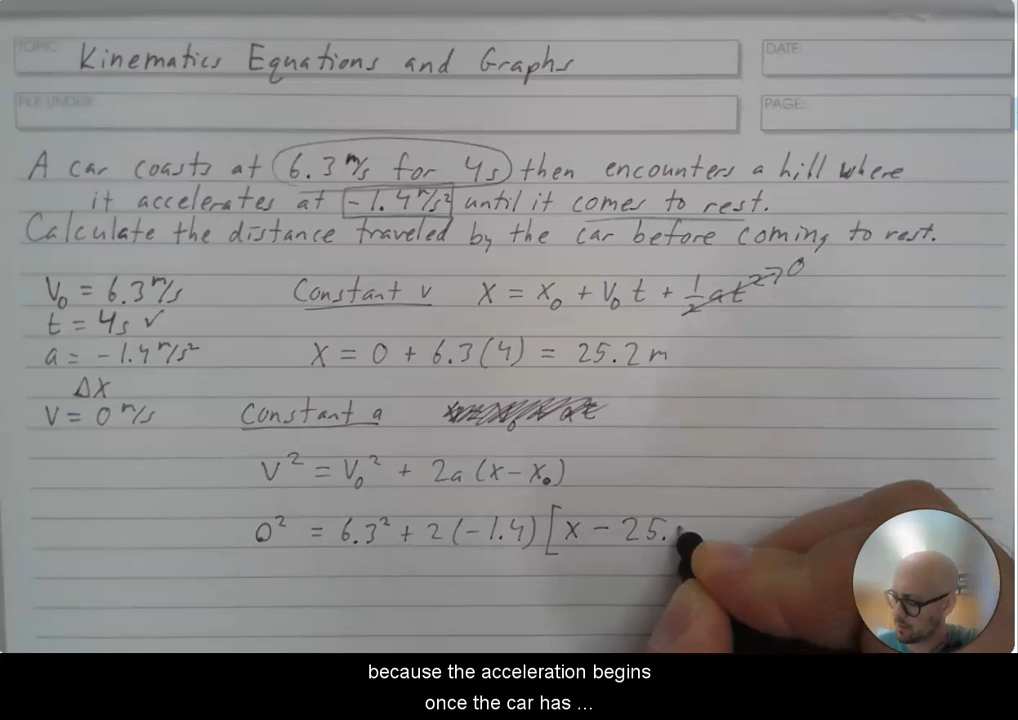 TOPIC: Kinematics Equations and Graphs DATE:
FILE UNDER: PAGE:
A car coasts at 6.3 m/s for 4s then encounters a hill where
it accelerates at -1.4 m/s² until it comes to rest.
Calculate the distance traveled by the car before coming to rest.
V₀ = 6.3 m/s Constant v X = X₀ + V₀ t + ½at² → 0
t = 4s ✓
a = -1.4 m/s² X = 0 + 6.3(4) = 25.2 m
ΔX
V = 0 m/s Constant a
V² = V₀² + 2a (x - x₀)
0² = 6.3² + 2 (-1.4) [x - 25.
because the acceleration begins
once the car has ...